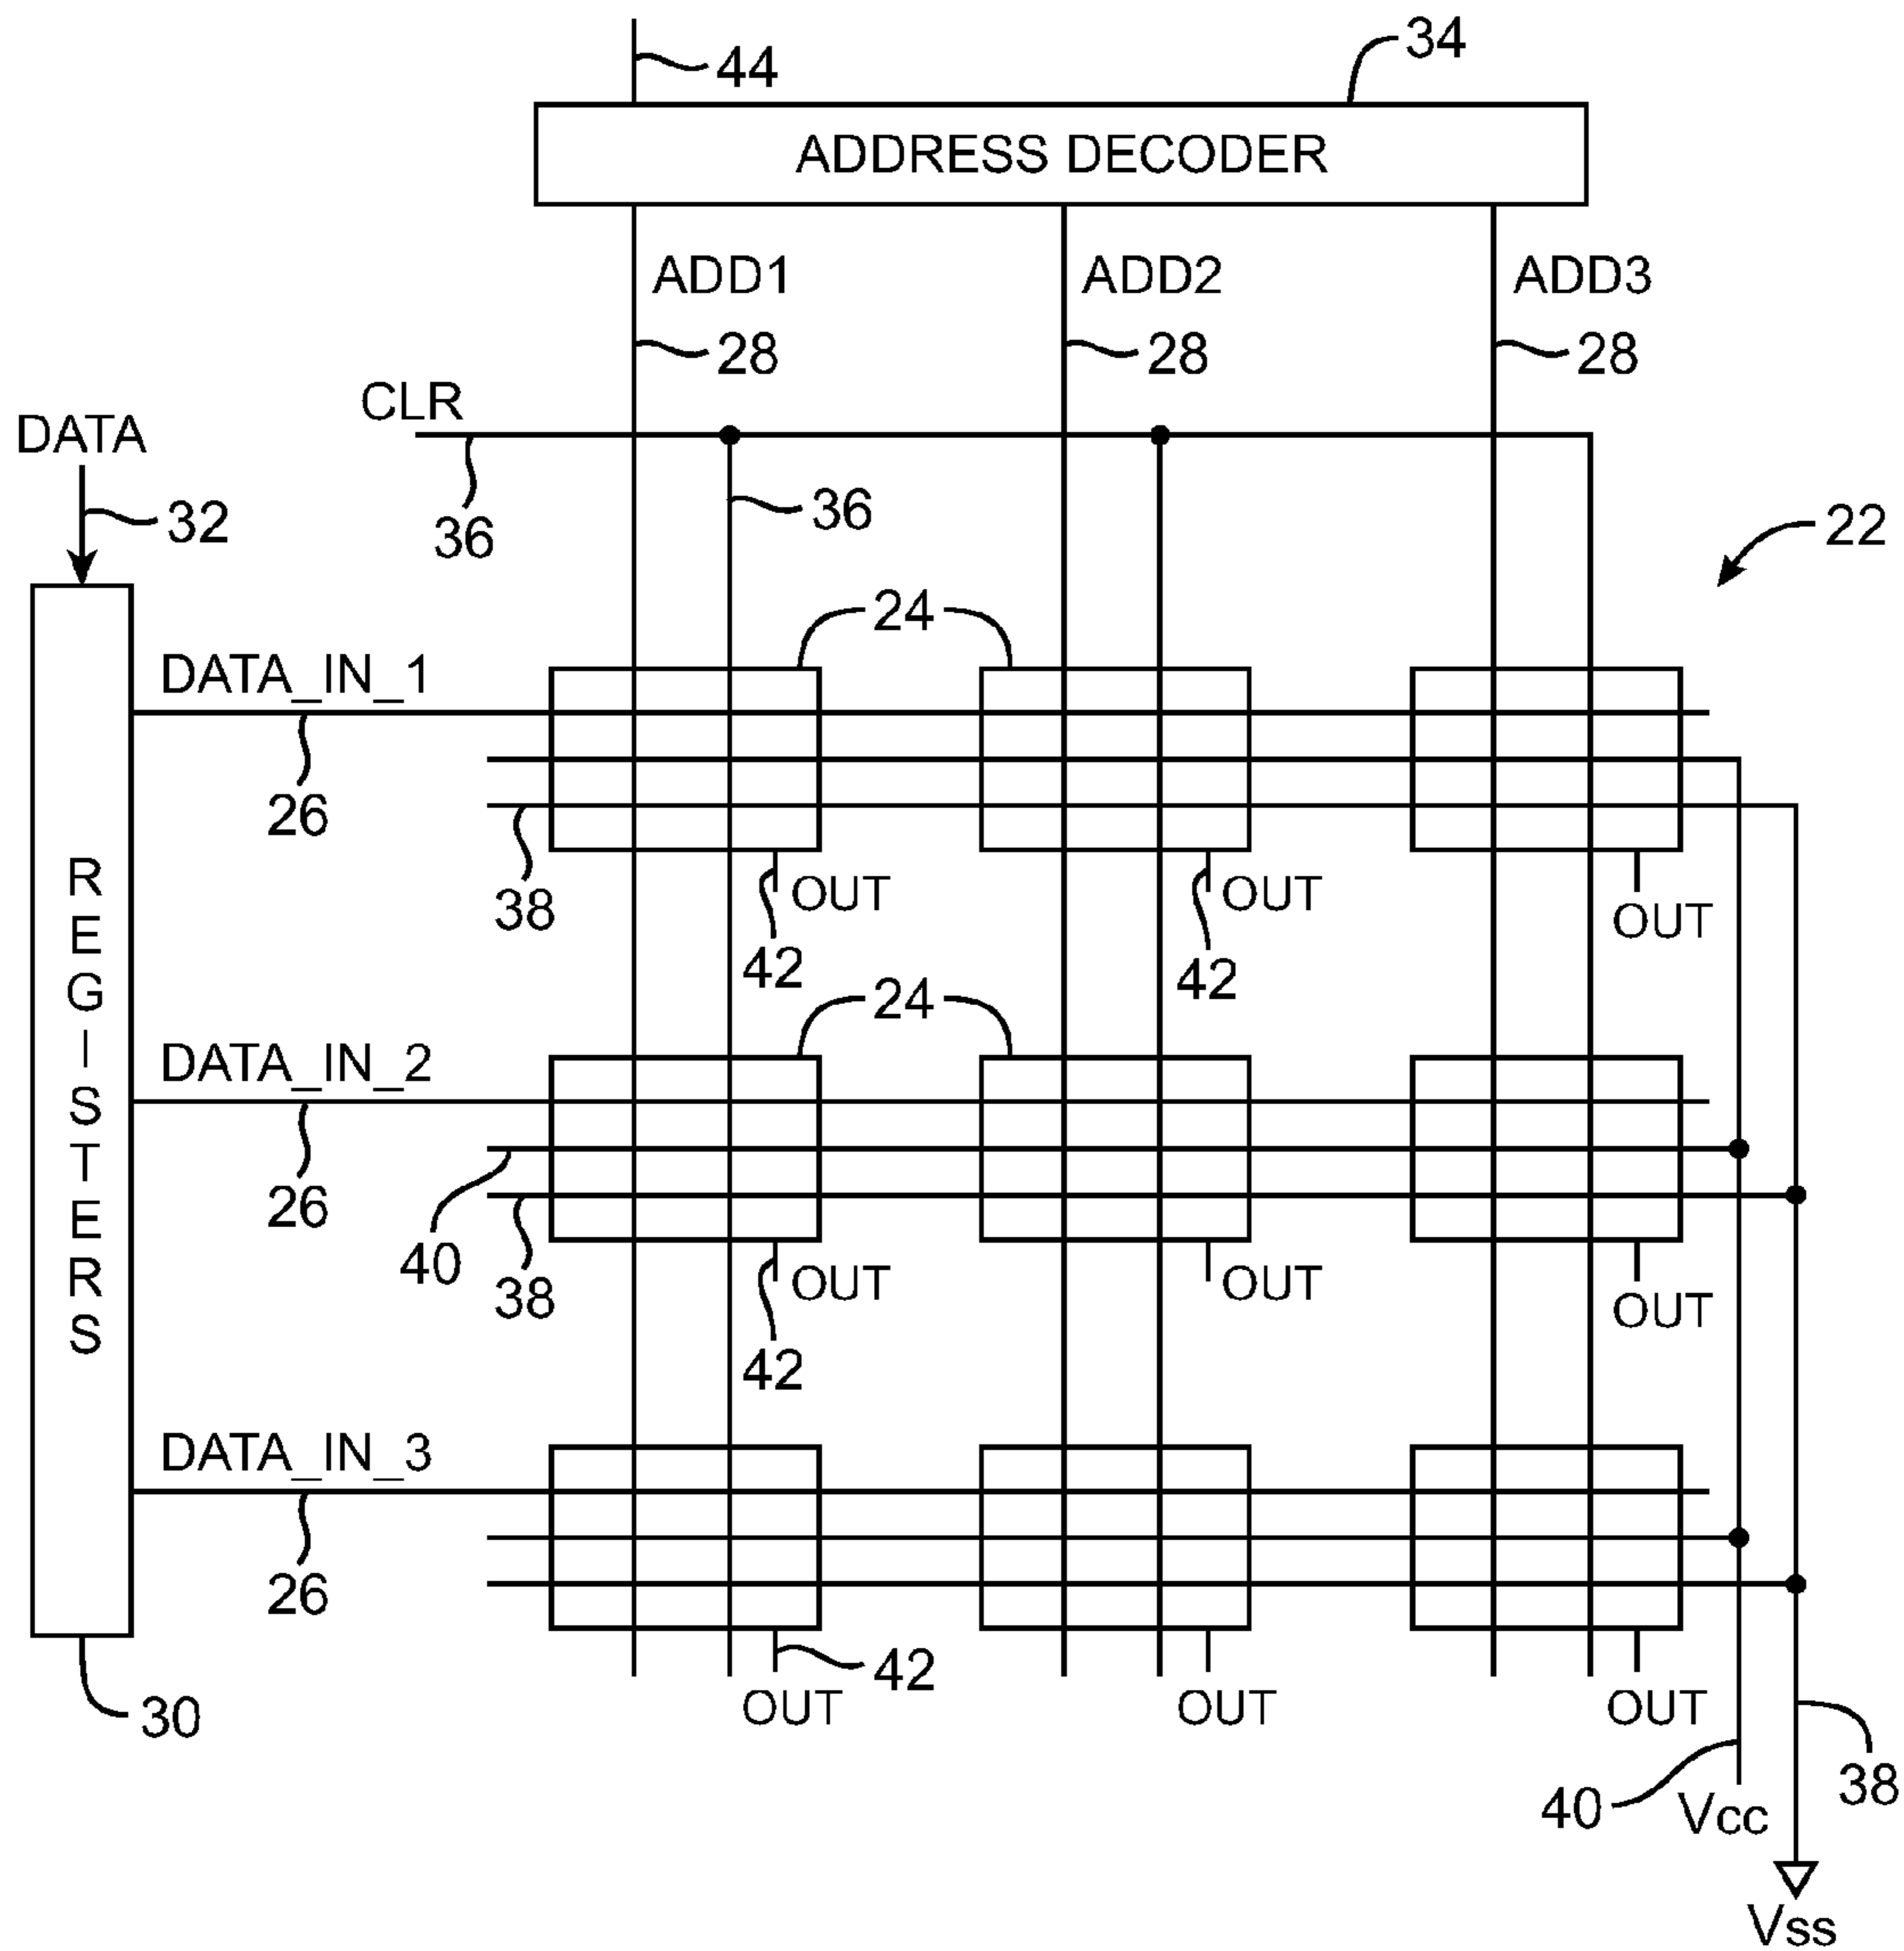 44
34
ADDRESS DECODER
ADD1 ADD2 ADD3
28 28 28
CLR
DATA
32
36
36
22
24
DATA_IN_1
26
38
OUT OUT OUT
42 42
24
REGISTERS
DATA_IN_2
26
40
38
OUT OUT OUT
42
DATA_IN_3
26
42
30
OUT OUT OUT
40
Vcc
38
Vss